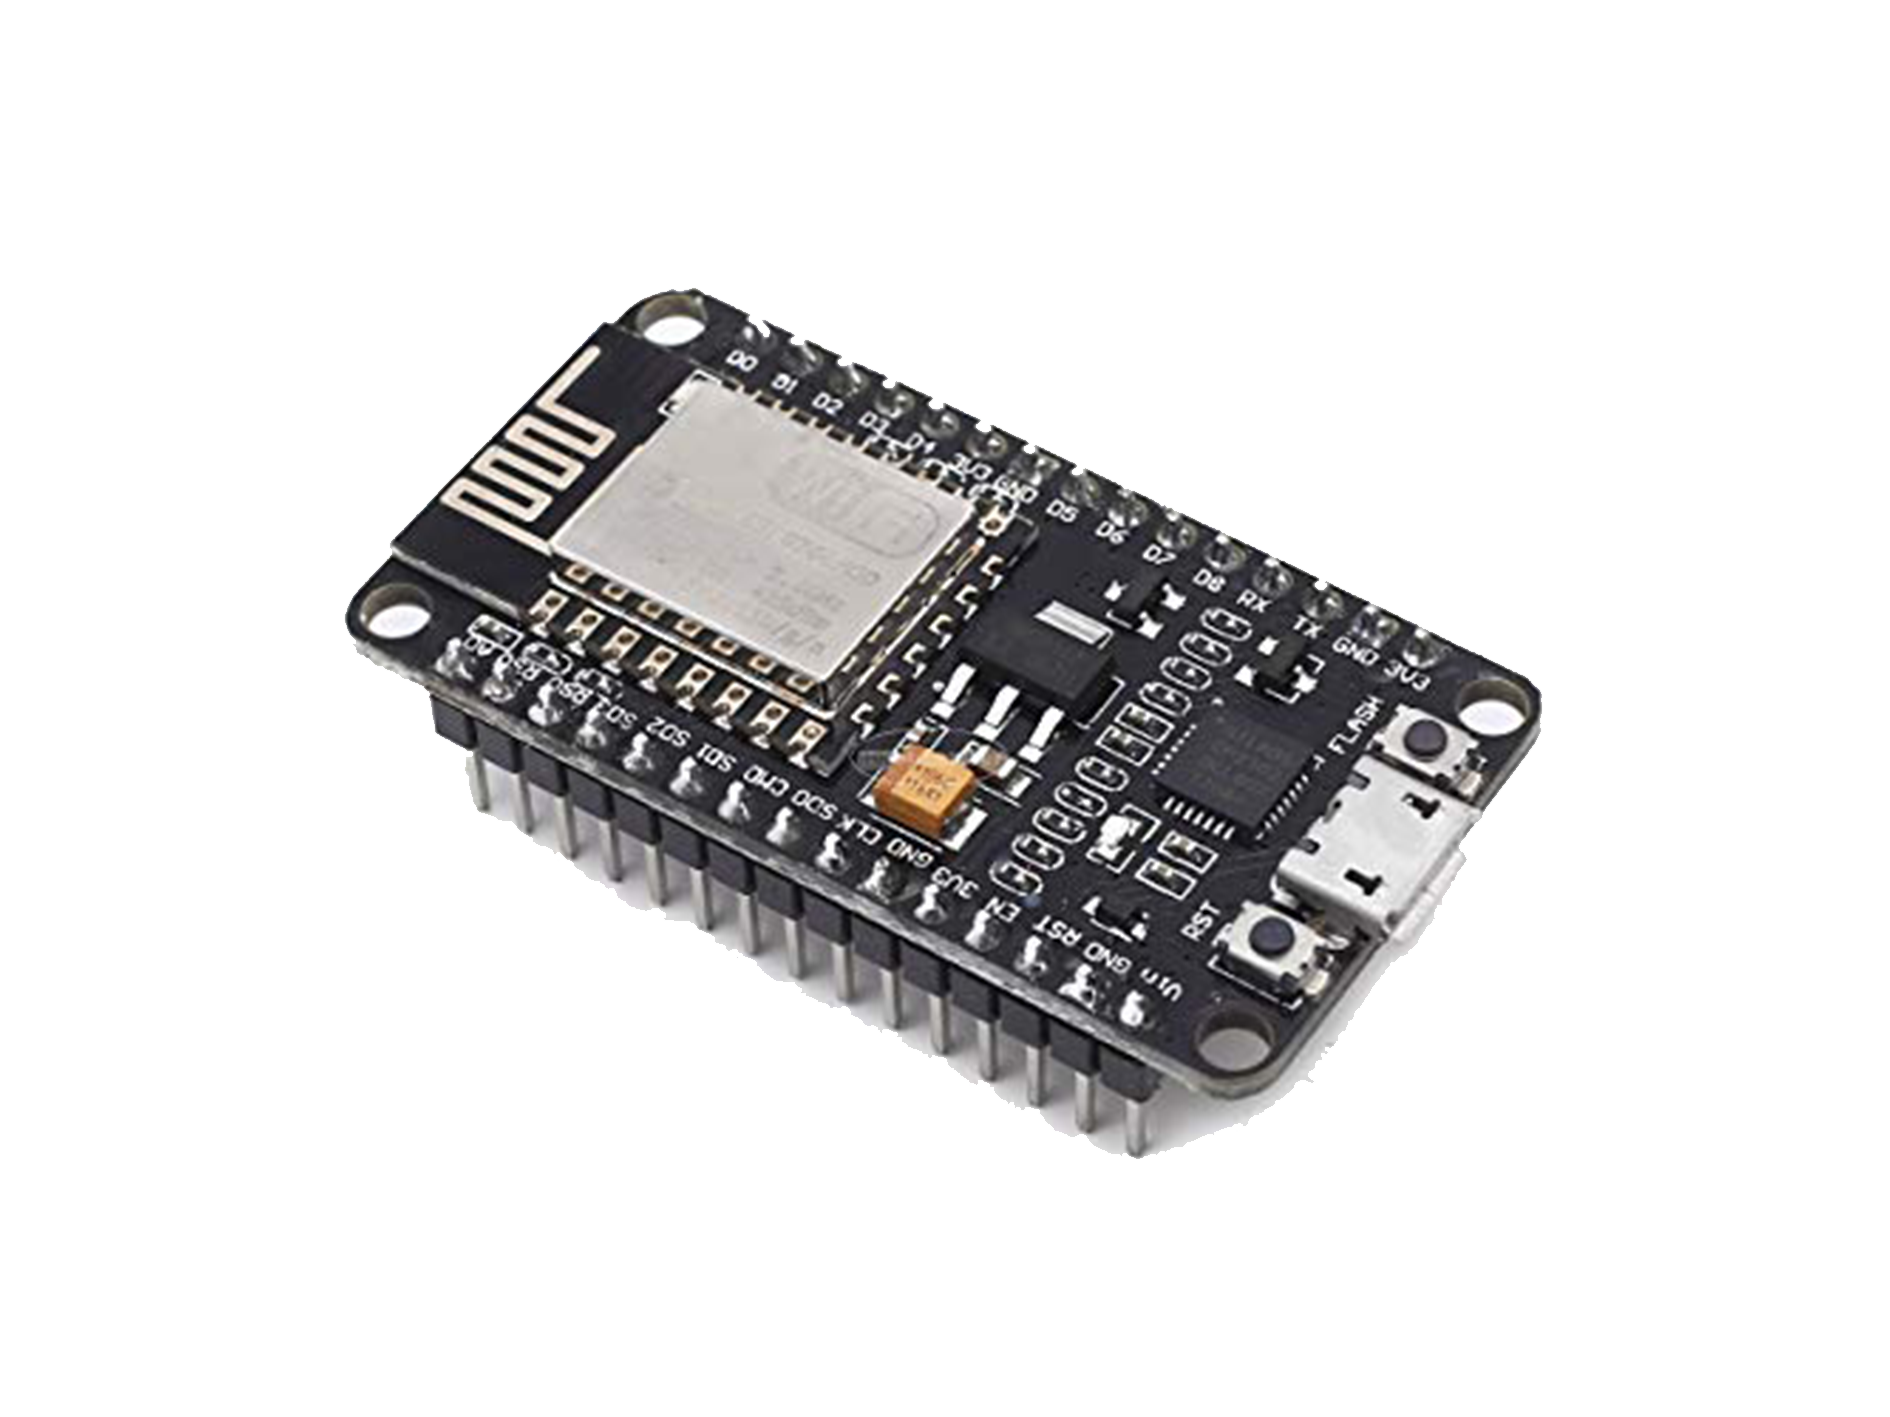 D0
D1
D2
D3
D4
3V3
GND
D5
D6
D7
D8
RX
TX
GND
3V3
FLASH
RST
A0
RSV
RSV
SD3
SD2
SD1
CMD
SD0
CLK
GND
3V3
EN
RST
GND
Vin